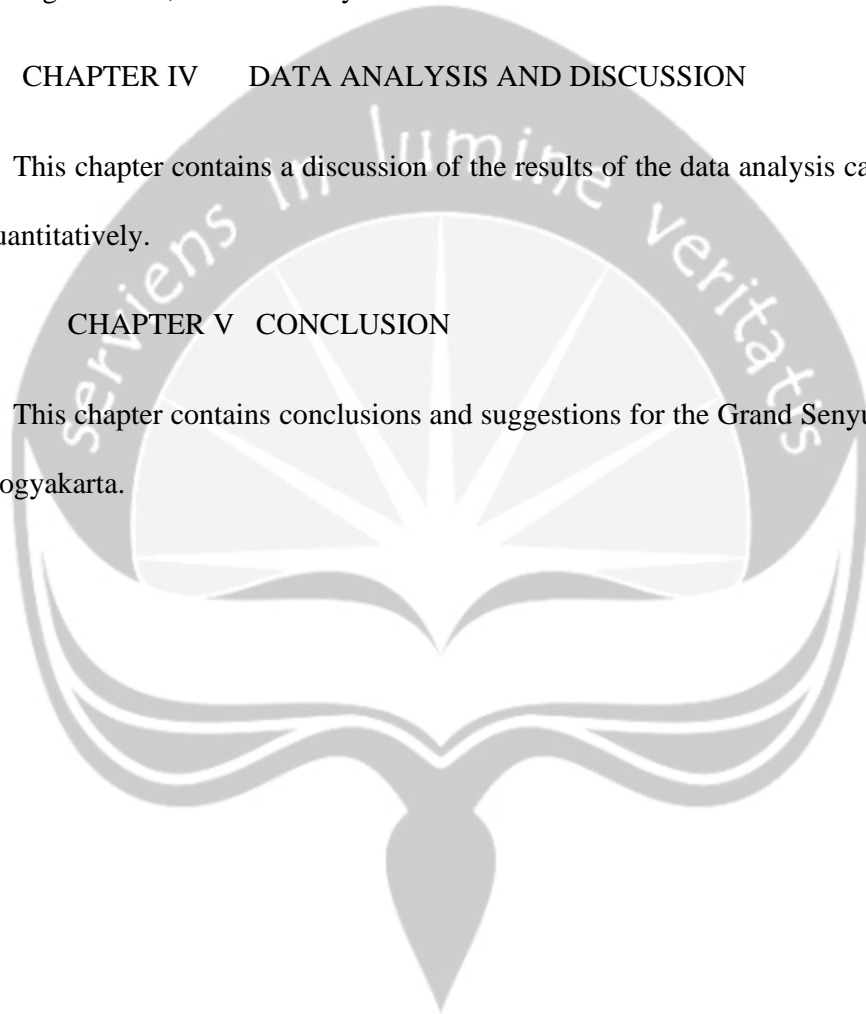 CHAPTER IV DATA ANALYSIS AND DISCUSSION
This chapter contains a discussion of the results of the data analysis ca
uantitatively.
CHAPTER V CONCLUSION
This chapter contains conclusions and suggestions for the Grand Senyu
ogyakarta.
serviens in lumine veritatis